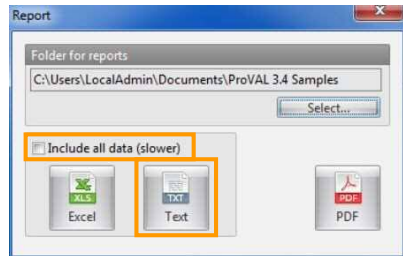 Report
X
Folder for reports
C:\Users\LocalAdmin\Documents\ProVAL 3.4 Samples
Select...
Include all data (slower)
XLS
Excel
TXT
Text
PDF
PDF